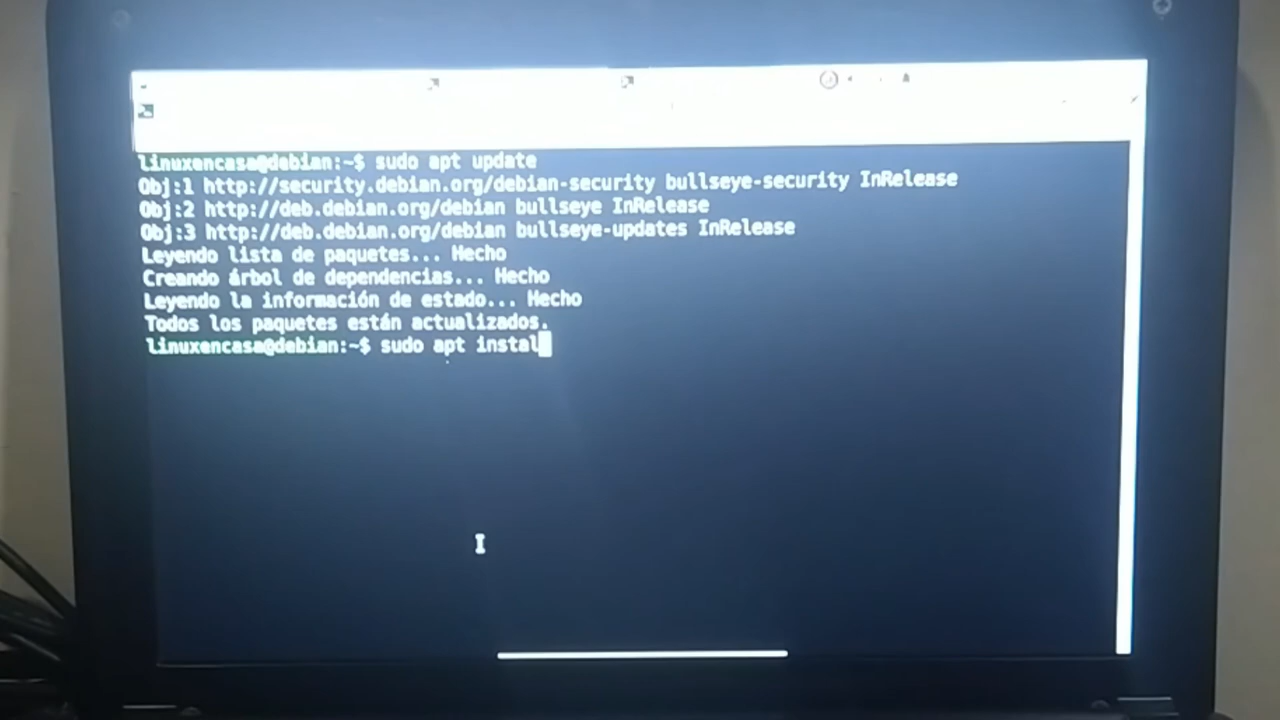 linuxencasa@debian:~$ sudo apt update
Obj:1 http://security.debian.org/debian-security bullseye-security InRelease
Obj:2 http://deb.debian.org/debian bullseye InRelease
Obj:3 http://deb.debian.org/debian bullseye-updates InRelease
Leyendo lista de paquetes... Hecho
Creando árbol de dependencias... Hecho
Leyendo la información de estado... Hecho
Todos los paquetes están actualizados.
linuxencasa@debian:~$ sudo apt instal